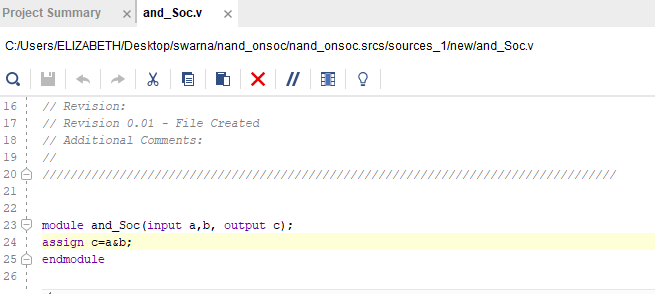 Project Summary × and_Soc.v ×
C:/Users/ELIZABETH/Desktop/swarna/nand_onsoc/nand_onsoc.srcs/sources_1/new/and_Soc.v
16 // Revision:
17 // Revision 0.01 - File Created
18 // Additional Comments:
19 //
20 //////////////////////////////////////////////////////////////////////////////////
21
22
23 module and_Soc(input a,b, output c);
24 assign c=a&b;
25 endmodule
26